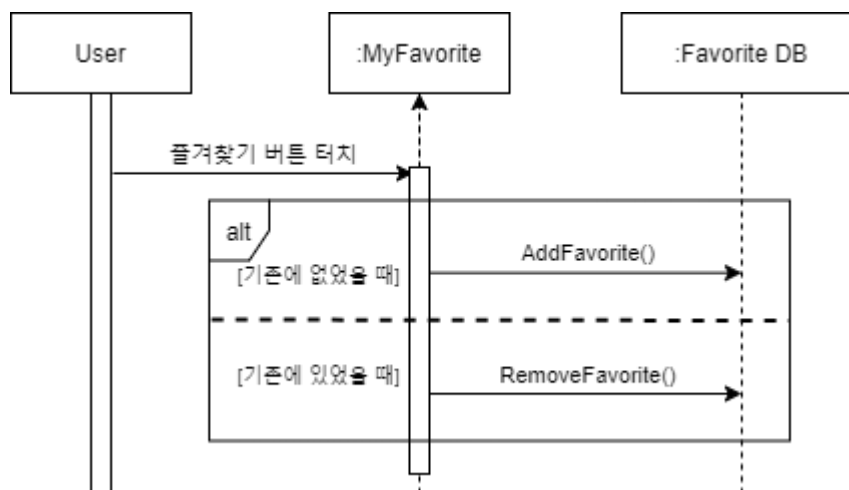 User
:MyFavorite
:Favorite DB
즐겨찾기 버튼 터치
alt
[기존에 없었을 때]
AddFavorite()
[기존에 있었을 때]
RemoveFavorite()